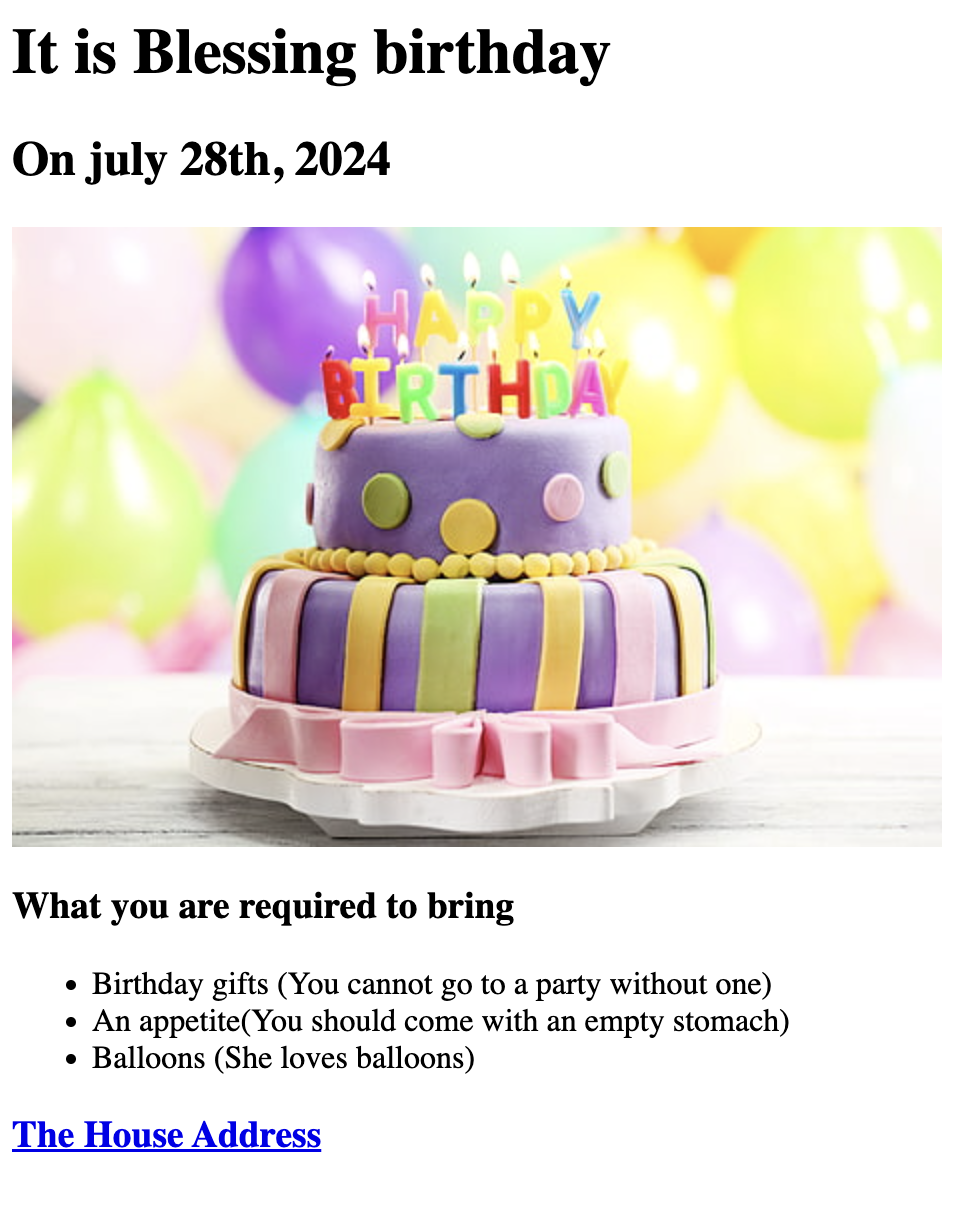 It is Blessing birthday
On july 28th, 2024
HAPPY
BIRTHDAY
What you are required to bring
Birthday gifts (You cannot go to a party without one)
An appetite(You should come with an empty stomach)
Balloons (She loves balloons)
The House Address